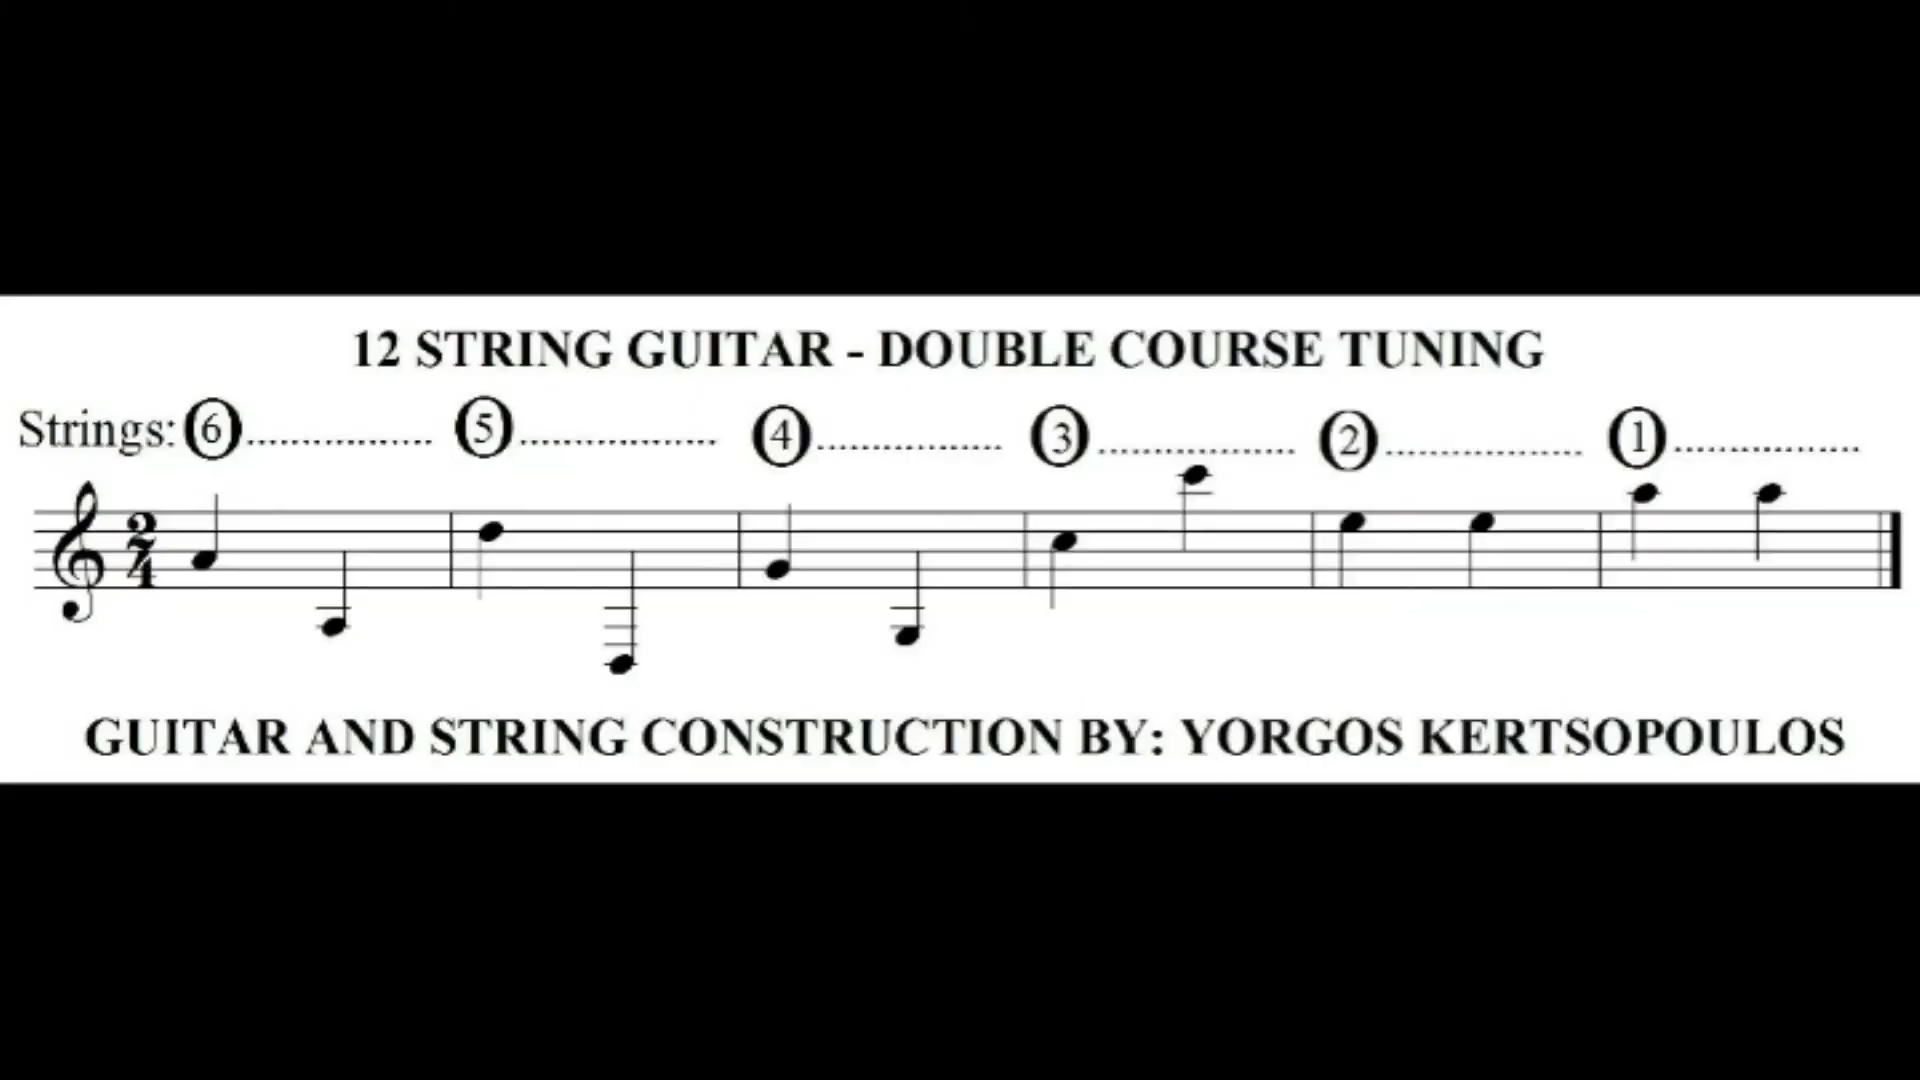 12 STRING GUITAR - DOUBLE COURSE TUNING
Strings: 6.................... 5..................... 4.................... 3..................... 2..................... 1....................
2
4
GUITAR AND STRING CONSTRUCTION BY: YORGOS KERTSOPOULOS